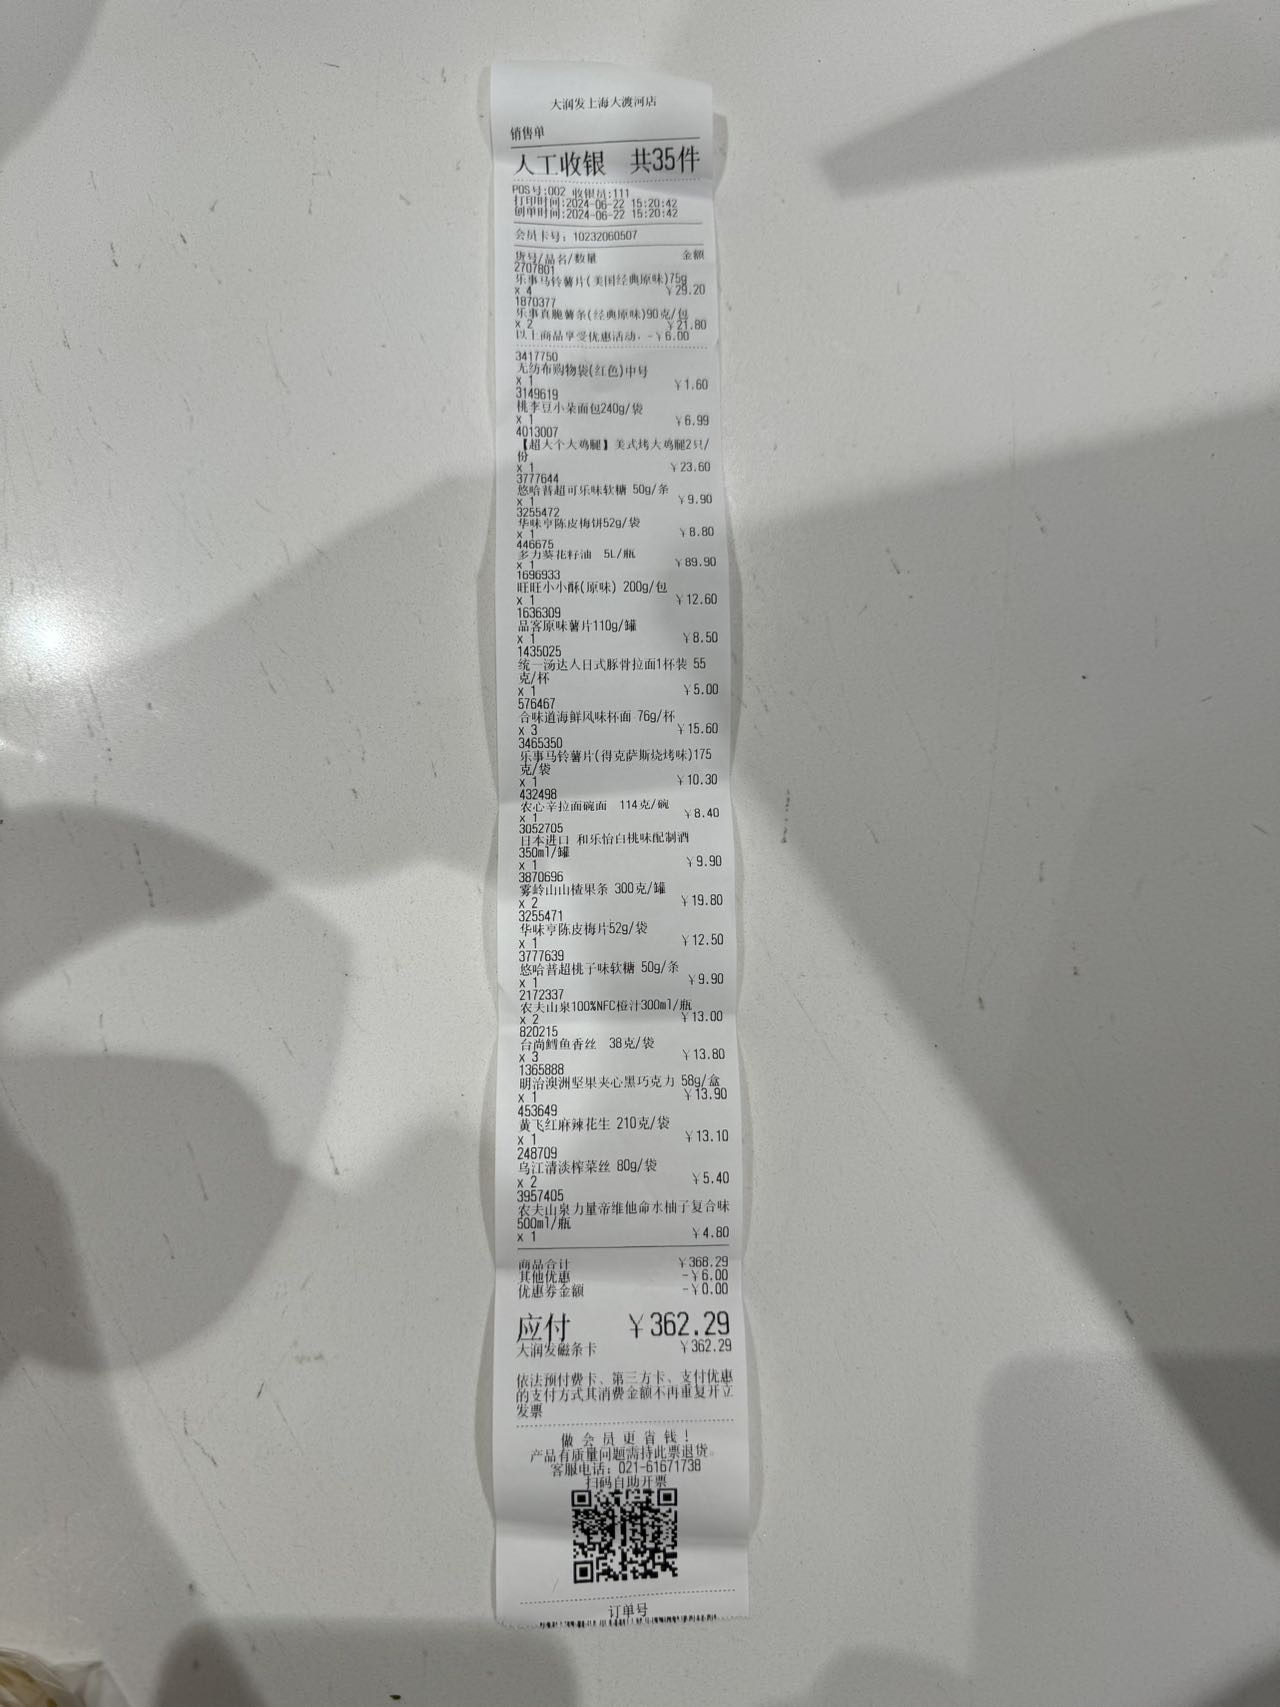 大润发上海大渡河店
销售单
人工收银 共35件
POS号:002 收银员:111
打印时间:2024-06-22 15:20:42
创单时间:2024-06-22 15:20:42
会员卡号: 10232060507
货号/品名/数量 金额
2707801
乐事马铃薯片(美国经典原味)75g
x 4 ¥29.20
1870377
乐事真脆薯条(经典原味)90克/包
x 2 ¥21.80
以上商品享受优惠活动. -¥6.00
3417750
无纺布购物袋(红色)中号
x 1 ¥1.60
3149619
桃李豆小朵面包240g/袋
x 1 ¥6.99
4013007
【超大个大鸡腿】美式烤大鸡腿2只/
份
x 1 ¥23.60
3777644
悠哈普超可乐味软糖 50g/条
x 1 ¥9.90
3255472
华味亨陈皮梅饼52g/袋
x 1 ¥8.80
446675
多力葵花籽油 5L/瓶
x 1 ¥89.90
1696933
旺旺小小酥(原味) 200g/包
x 1 ¥12.60
1636309
品客原味薯片110g/罐
x 1 ¥8.50
1435025
统一汤达人日式豚骨拉面1杯装 55
克/杯
x 1 ¥5.00
576467
合味道海鲜风味杯面 76g/杯
x 3 ¥15.60
3465350
乐事马铃薯片(得克萨斯烧烤味)175
克/袋
x 1 ¥10.30
432498
农心辛拉面碗面 114克/碗
x 1 ¥8.40
3052705
日本进口 和乐怡白桃味配制酒
350ml/罐
x 1 ¥9.90
3870696
雾岭山山楂果条 300克/罐
x 2 ¥19.80
3255471
华味亨陈皮梅片52g/袋
x 1 ¥12.50
3777639
悠哈普超桃子味软糖 50g/条
x 1 ¥9.90
2172337
农夫山泉100%NFC橙汁300ml/瓶
x 2 ¥13.00
820215
台尚鳕鱼香丝 38克/袋
x 3 ¥13.80
1365888
明治澳洲坚果夹心黑巧克力 58g/盒
x 1 ¥13.90
453649
黄飞红麻辣花生 210克/袋
x 1 ¥13.10
248709
乌江清淡榨菜丝 80g/袋
x 2 ¥5.40
3957405
农夫山泉力量帝维他命水柚子复合味
500ml/瓶
x 1 ¥4.80
商品合计 ¥368.29
其他优惠 -¥6.00
优惠券金额 -¥0.00
应付 ¥362.29
大润发磁条卡 ¥362.29
依法预付费卡、第三方卡、支付优惠
的支付方式其消费金额不再重复开立
发票
做会员更省钱!
产品有质量问题需持此票退货。
客服电话: 021-61671738
扫码自助开票
订单号